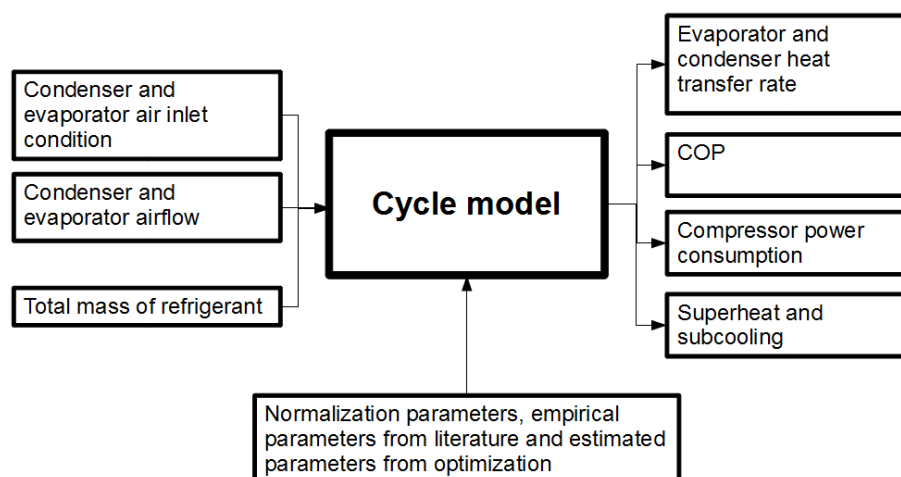 Condenser and
evaporator air inlet
condition
Condenser and
evaporator airflow
Total mass of refrigerant
Cycle model
Evaporator and
condenser heat
transfer rate
COP
Compressor power
consumption
Superheat and
subcooling
Normalization parameters, empirical
parameters from literature and estimated
parameters from optimization